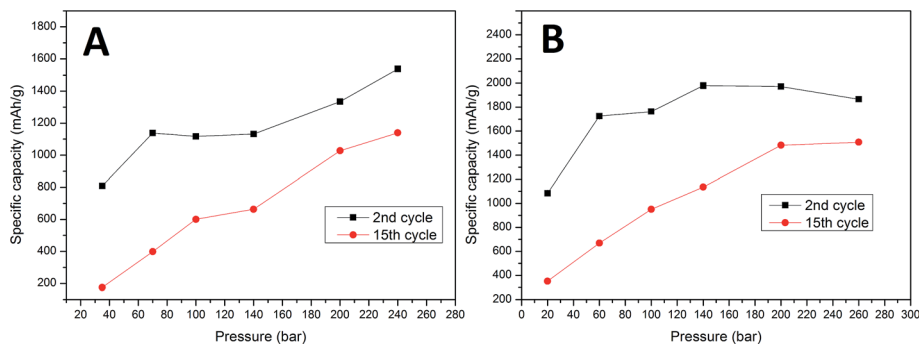 A
Specific capacity (mAh/g)
1800
1600
1400
1200
1000
800
600
400
200
2nd cycle
15th cycle
20 40 60 80 100 120 140 160 180 200 220 240 260 280
Pressure (bar)
B
Specific capacity (mAh/g)
2600
2400
2200
2000
1800
1600
1400
1200
1000
800
600
400
200
2nd cycle
15th cycle
0 20 40 60 80 100 120 140 160 180 200 220 240 260 280 300
Pressure (bar)